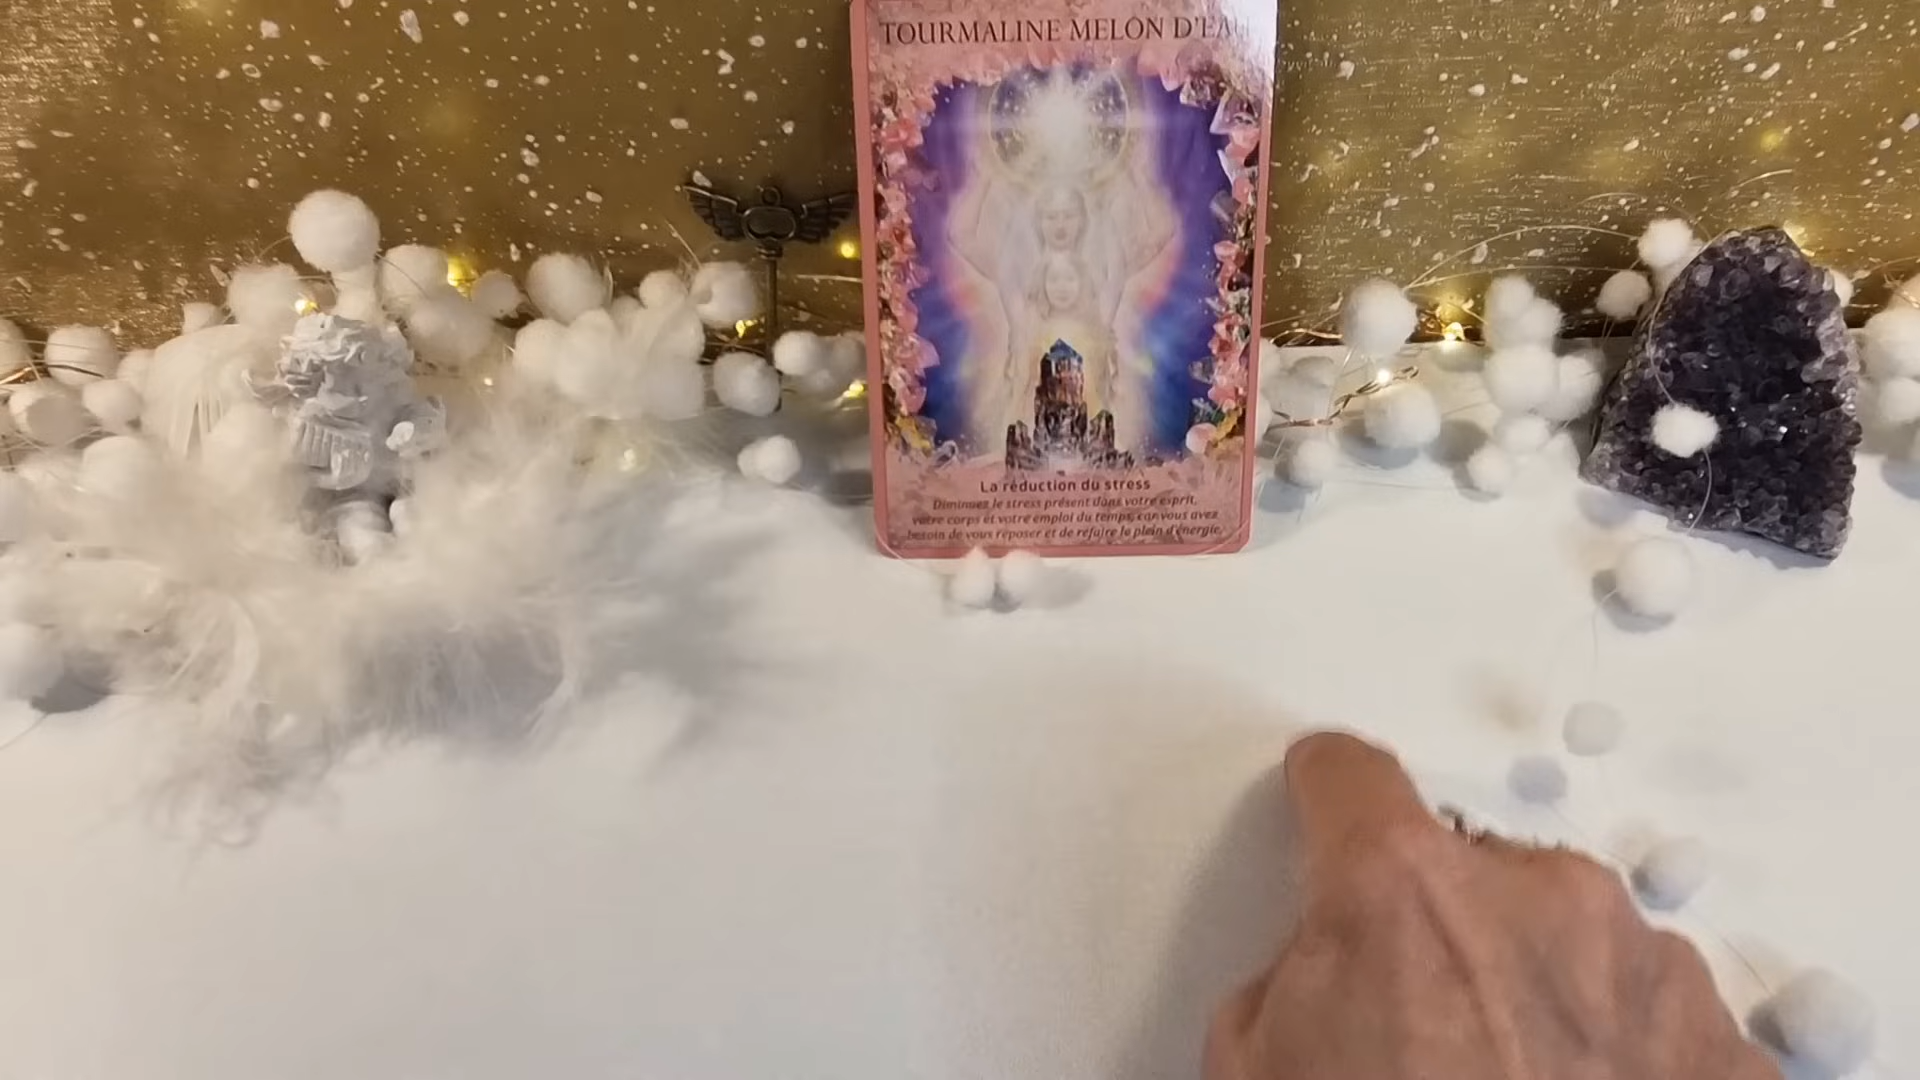 TOURMALINE MELON D'EAU
La réduction du stress
Diminuez le stress présent dans votre esprit,
votre corps et votre emploi du temps, car vous avez
besoin de vous reposer et de refaire le plein d'énergie.